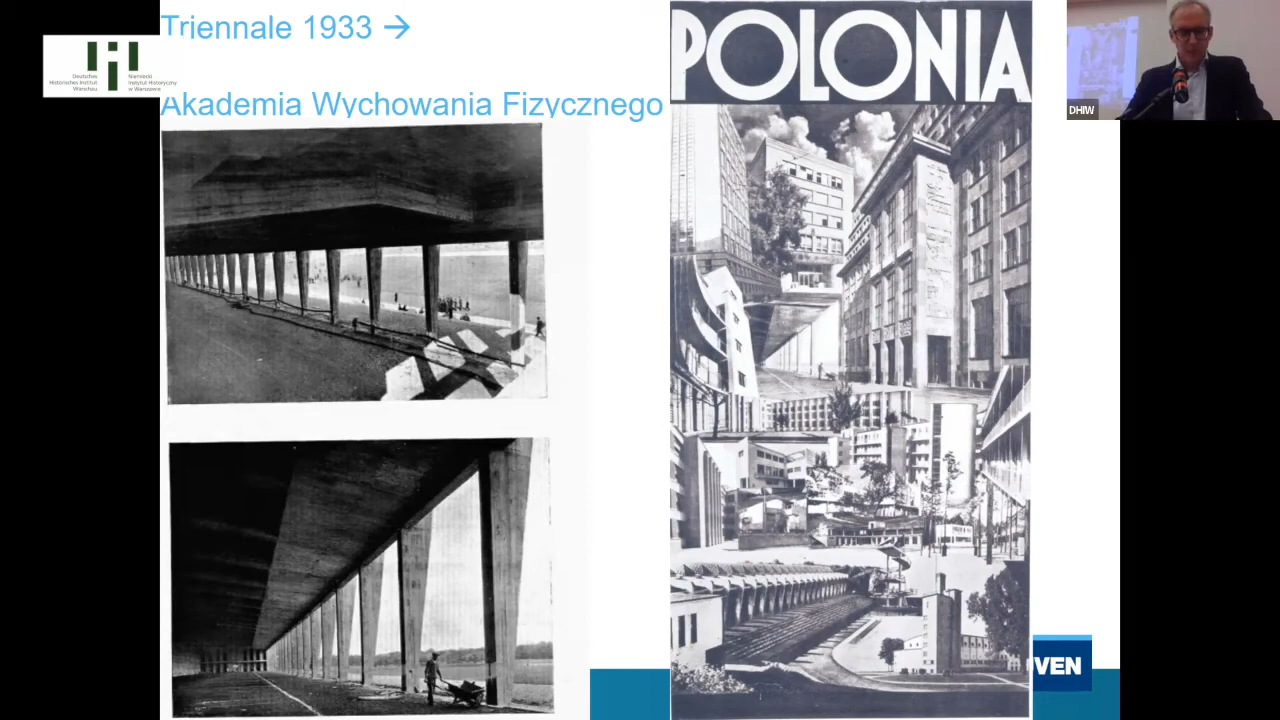 Triennale 1933 →
Deutsches
Historisches Institut
Warschau
Niemiecki
Instytut Historyczny
w Warszawie
Akademia Wychowania Fizycznego
POLONIA
DHIW
VEN